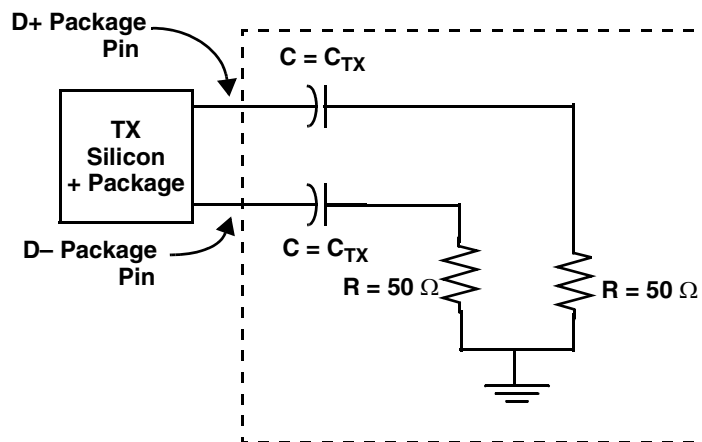 D+ Package
Pin
C = CTX
TX
Silicon
+ Package
D– Package
Pin
C = CTX
R = 50 Ω
R = 50 Ω